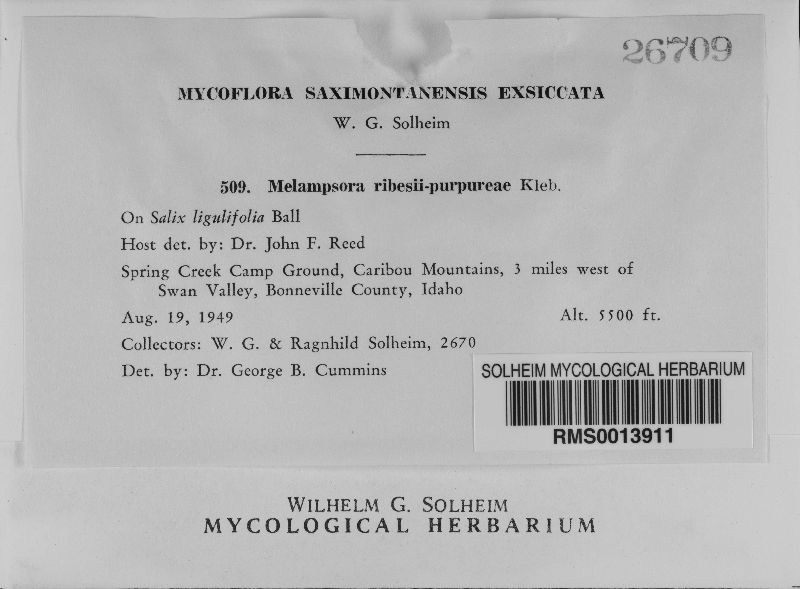 26709
MYCOFLORA SAXIMONTANENSIS EXSICCATA
W. G. Solheim
509. Melampsora ribesii-purpureae Kleb.
On Salix ligulifolia Ball
Host det. by: Dr. John F. Reed
Spring Creek Camp Ground, Caribou Mountains, 3 miles west of
Swan Valley, Bonneville County, Idaho
Aug. 19, 1949 Alt. 5500 ft.
Collectors: W. G. & Ragnhild Solheim, 2670
Det. by: Dr. George B. Cummins
SOLHEIM MYCOLOGICAL HERBARIUM
RMS0013911
WILHELM G. SOLHEIM
MYCOLOGICAL HERBARIUM